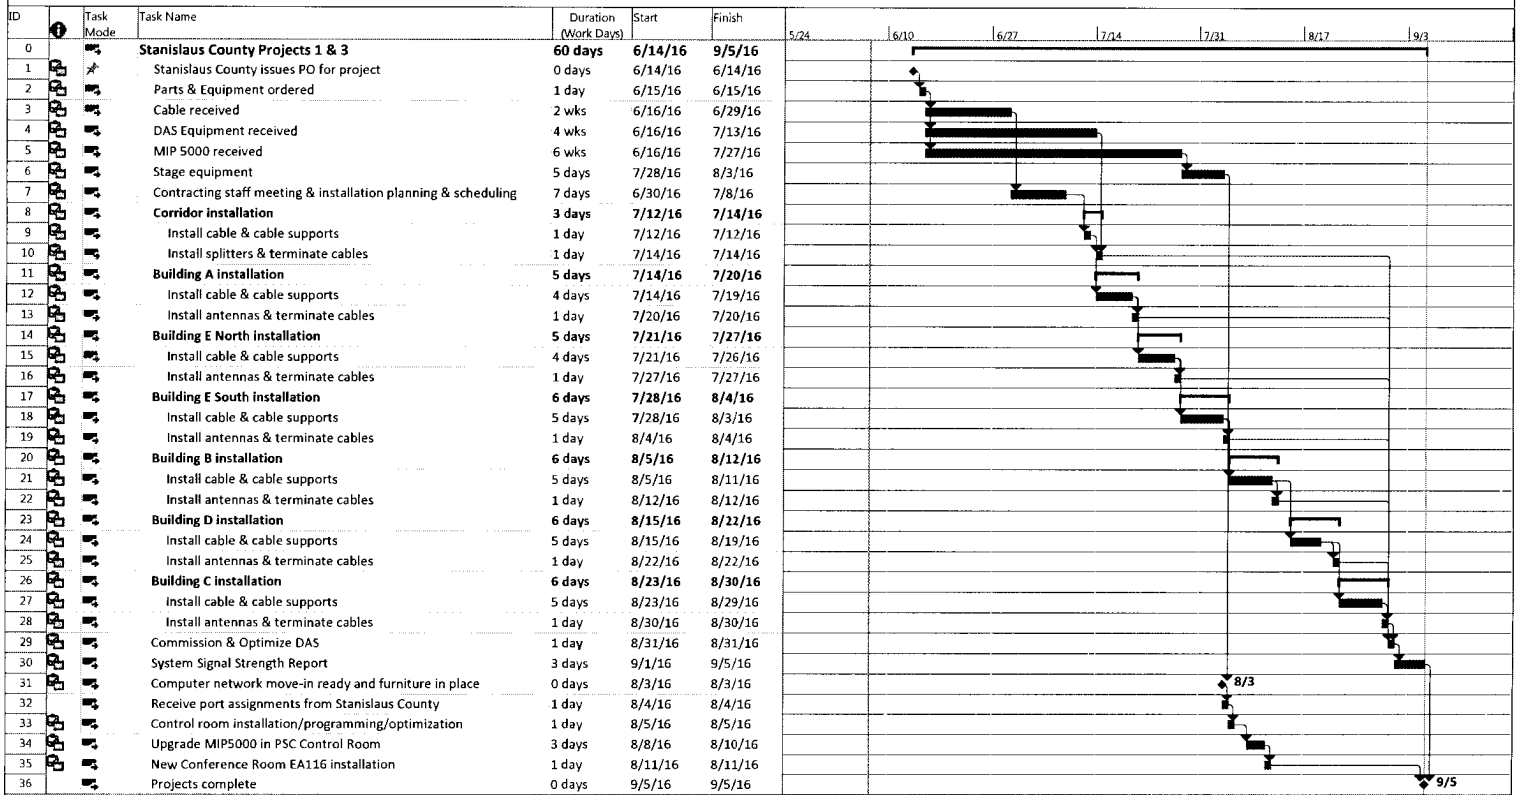 ID Task Mode Task Name Duration (Work Days) Start Finish 5/24 6/10 6/27 7/14 7/31 8/17 9/3
0 Stanislaus County Projects 1 & 3 60 days 6/14/16 9/5/16
1 Stanislaus County issues PO for project 0 days 6/14/16 6/14/16
2 Parts & Equipment ordered 1 day 6/15/16 6/15/16
3 Cable received 2 wks 6/16/16 6/29/16
4 DAS Equipment received 4 wks 6/16/16 7/13/16
5 MIP 5000 received 6 wks 6/16/16 7/27/16
6 Stage equipment 5 days 7/28/16 8/3/16
7 Contracting staff meeting & installation planning & scheduling 7 days 6/30/16 7/8/16
8 Corridor installation 3 days 7/12/16 7/14/16
9 Install cable & cable supports 1 day 7/12/16 7/12/16
10 Install splitters & terminate cables 1 day 7/14/16 7/14/16
11 Building A installation 5 days 7/14/16 7/20/16
12 Install cable & cable supports 4 days 7/14/16 7/19/16
13 Install antennas & terminate cables 1 day 7/20/16 7/20/16
14 Building E North installation 5 days 7/21/16 7/27/16
15 Install cable & cable supports 4 days 7/21/16 7/26/16
16 Install antennas & terminate cables 1 day 7/27/16 7/27/16
17 Building E South installation 6 days 7/28/16 8/4/16
18 Install cable & cable supports 5 days 7/28/16 8/3/16
19 Install antennas & terminate cables 1 day 8/4/16 8/4/16
20 Building B installation 6 days 8/5/16 8/12/16
21 Install cable & cable supports 5 days 8/5/16 8/11/16
22 Install antennas & terminate cables 1 day 8/12/16 8/12/16
23 Building D installation 6 days 8/15/16 8/22/16
24 Install cable & cable supports 5 days 8/15/16 8/19/16
25 Install antennas & terminate cables 1 day 8/22/16 8/22/16
26 Building C installation 6 days 8/23/16 8/30/16
27 Install cable & cable supports 5 days 8/23/16 8/29/16
28 Install antennas & terminate cables 1 day 8/30/16 8/30/16
29 Commission & Optimize DAS 1 day 8/31/16 8/31/16
30 System Signal Strength Report 3 days 9/1/16 9/5/16
31 Computer network move-in ready and furniture in place 0 days 8/3/16 8/3/16 8/3
32 Receive port assignments from Stanislaus County 1 day 8/4/16 8/4/16
33 Control room installation/programming/optimization 1 day 8/5/16 8/5/16
34 Upgrade MIP5000 in PSC Control Room 3 days 8/8/16 8/10/16
35 New Conference Room EA116 installation 1 day 8/11/16 8/11/16
36 Projects complete 0 days 9/5/16 9/5/16 9/5